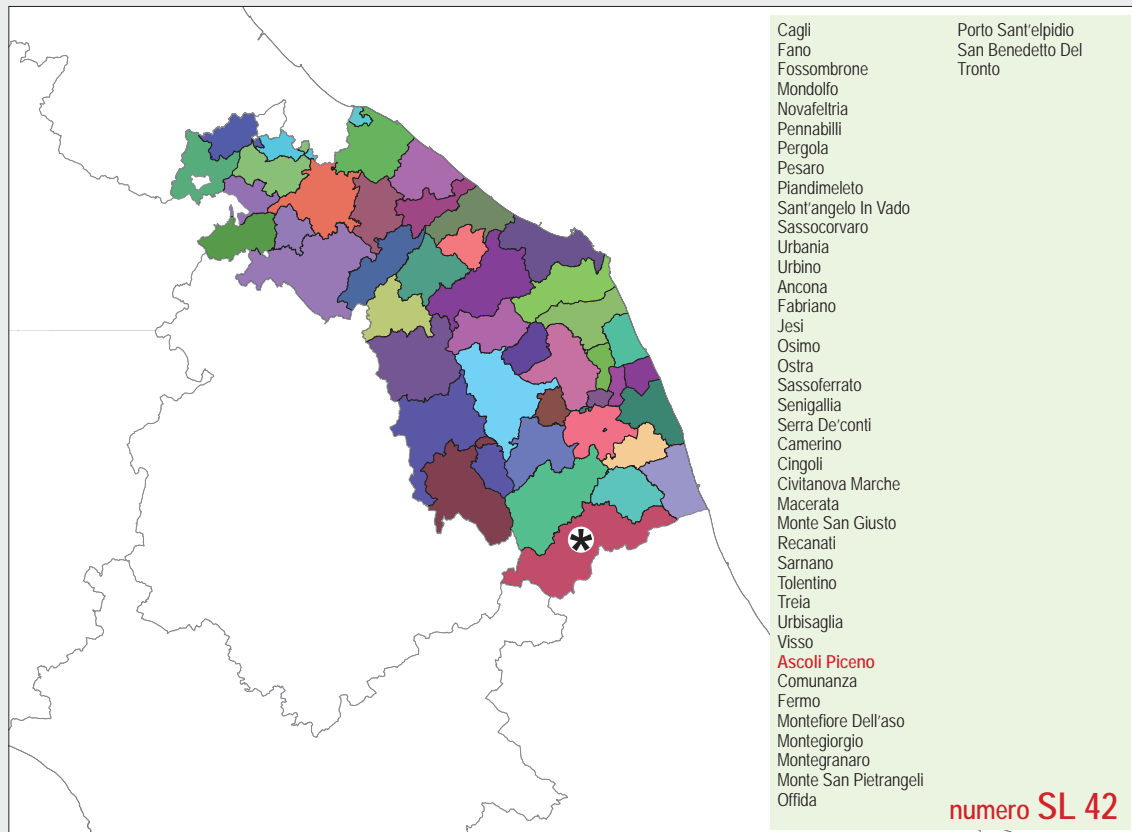 Cagli
Fano
Fossombrone
Mondolfo
Novafeltria
Pennabilli
Pergola
Pesaro
Piandimeleto
Sant'angelo In Vado
Sassocorvaro
Urbania
Urbino
Ancona
Fabriano
Jesi
Osimo
Ostra
Sassoferrato
Senigallia
Serra De'conti
Camerino
Cingoli
Civitanova Marche
Macerata
Monte San Giusto
Recanati
Sarnano
Tolentino
Treia
Urbisaglia
Visso
Ascoli Piceno
Comunanza
Fermo
Montefiore Dell'aso
Montegiorgio
Montegranaro
Monte San Pietrangeli
Offida
Porto Sant'elpidio
San Benedetto Del
Tronto
numero SL 42